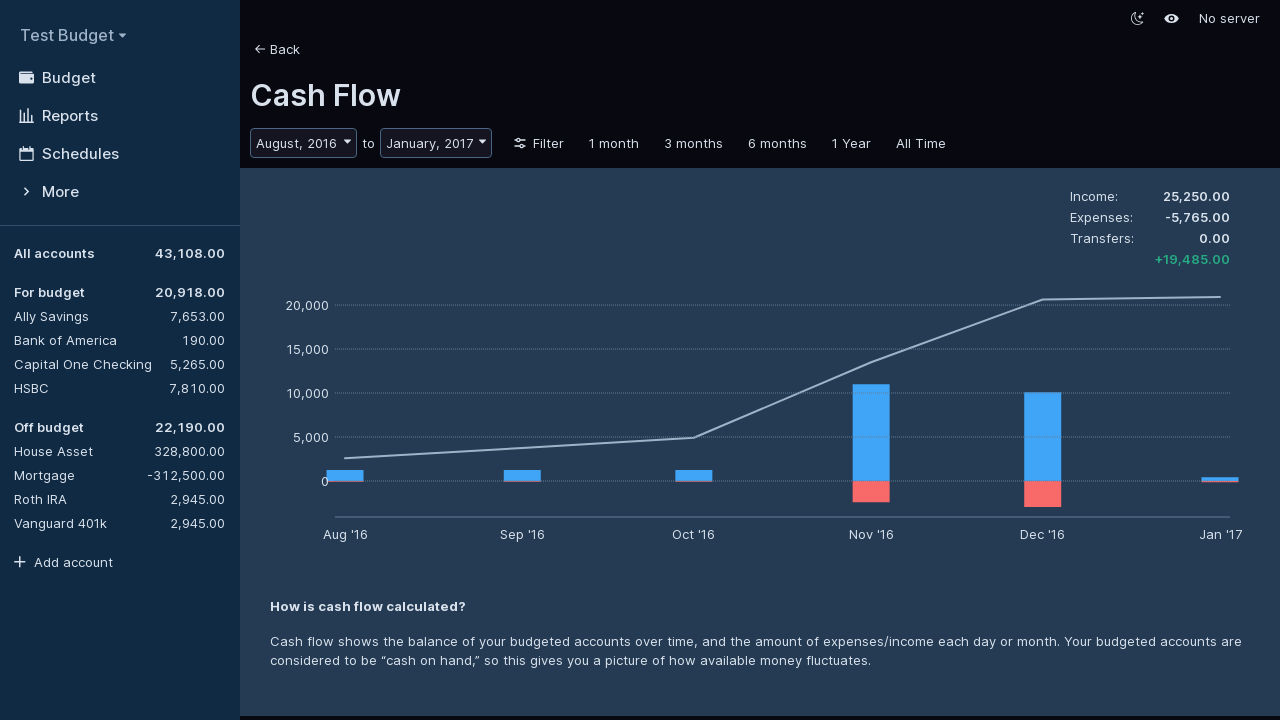 Test Budget
Budget
Reports
Schedules
More
All accounts 43,108.00
For budget 20,918.00
Ally Savings 7,653.00
Bank of America 190.00
Capital One Checking 5,265.00
HSBC 7,810.00
Off budget 22,190.00
House Asset 328,800.00
Mortgage -312,500.00
Roth IRA 2,945.00
Vanguard 401k 2,945.00
Add account
No server
Back
Cash Flow
August, 2016 to January, 2017 Filter 1 month 3 months 6 months 1 Year All Time
Income: 25,250.00
Expenses: -5,765.00
Transfers: 0.00
+19,485.00
20,000
15,000
10,000
5,000
0
Aug '16 Sep '16 Oct '16 Nov '16 Dec '16 Jan '17
How is cash flow calculated?
Cash flow shows the balance of your budgeted accounts over time, and the amount of expenses/income each day or month. Your budgeted accounts are
considered to be “cash on hand,” so this gives you a picture of how available money fluctuates.